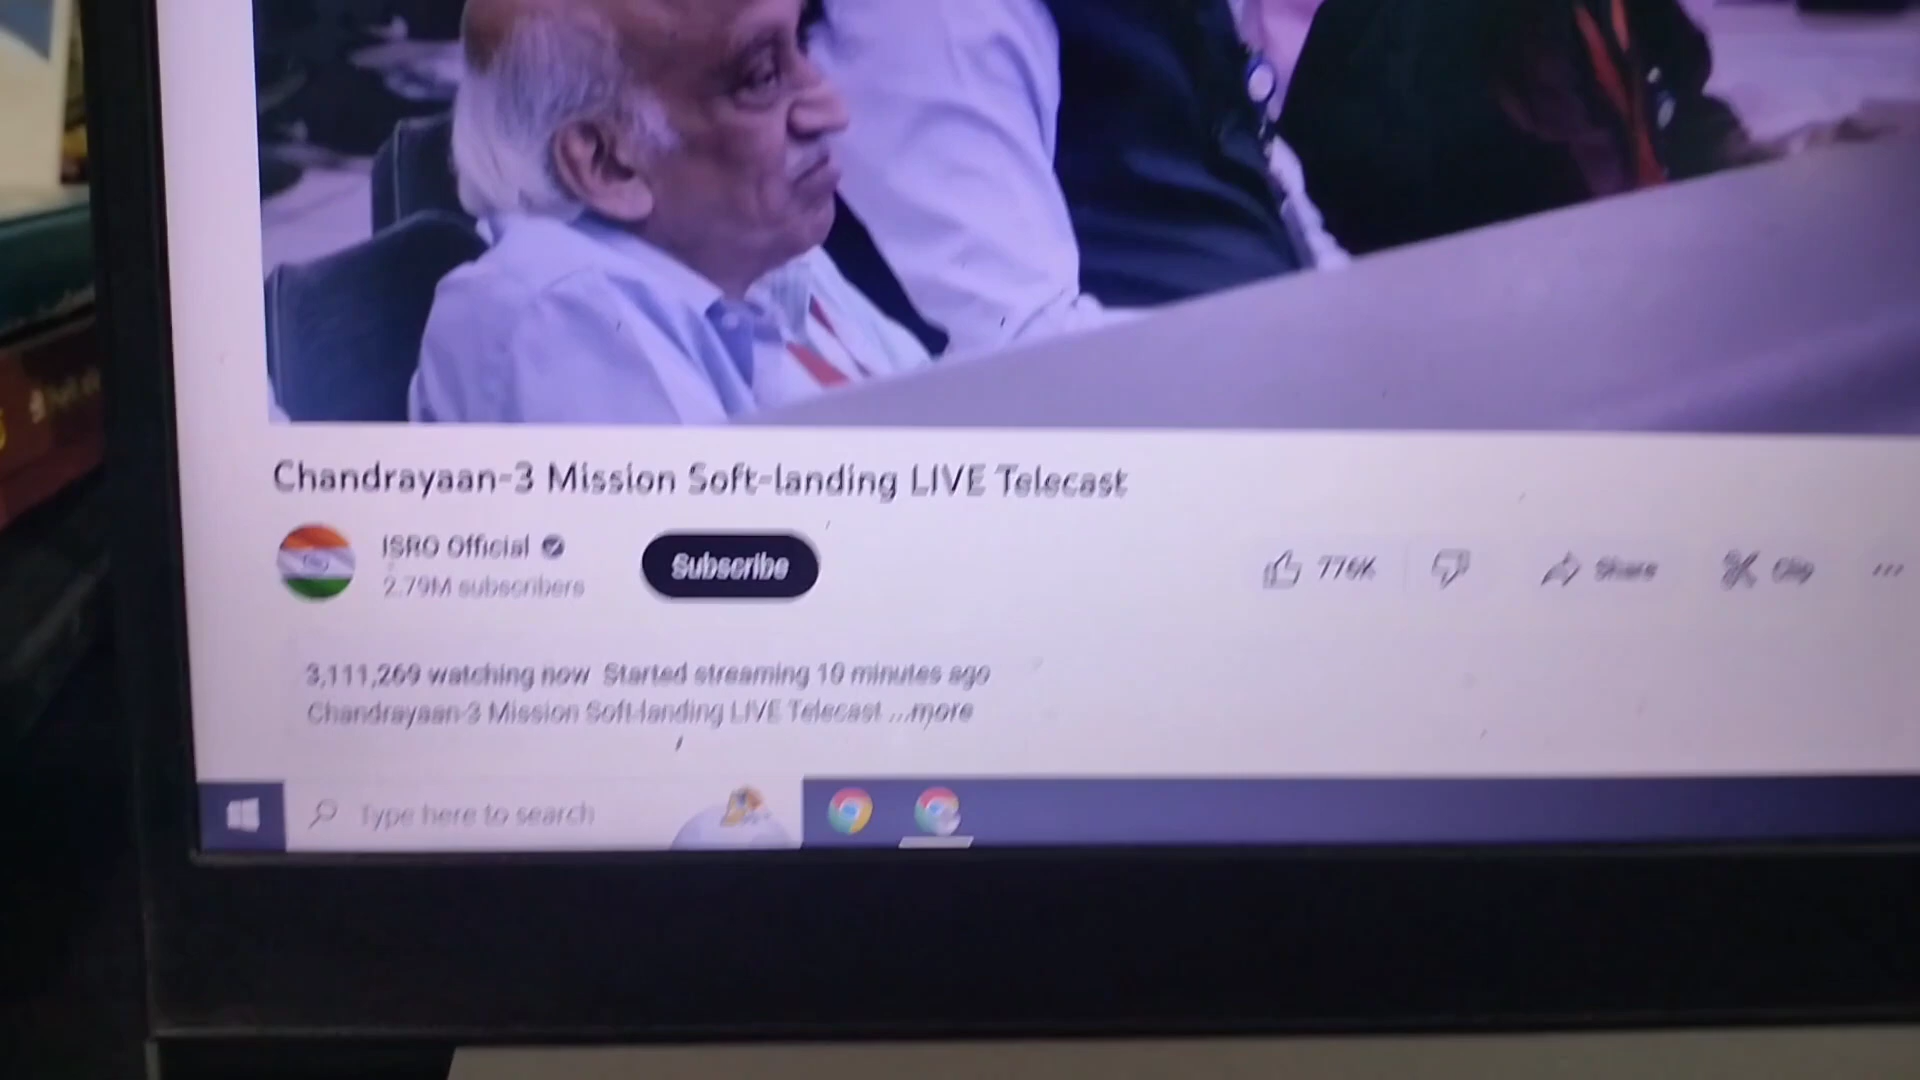 Chandrayaan-3 Mission Soft-landing LIVE Telecast
ISRO Official
2.79M subscribers
Subscribe
776K
Share
Clip
3,111,269 watching now Started streaming 10 minutes ago
Chandrayaan-3 Mission Soft-landing LIVE Telecast ...more
Type here to search